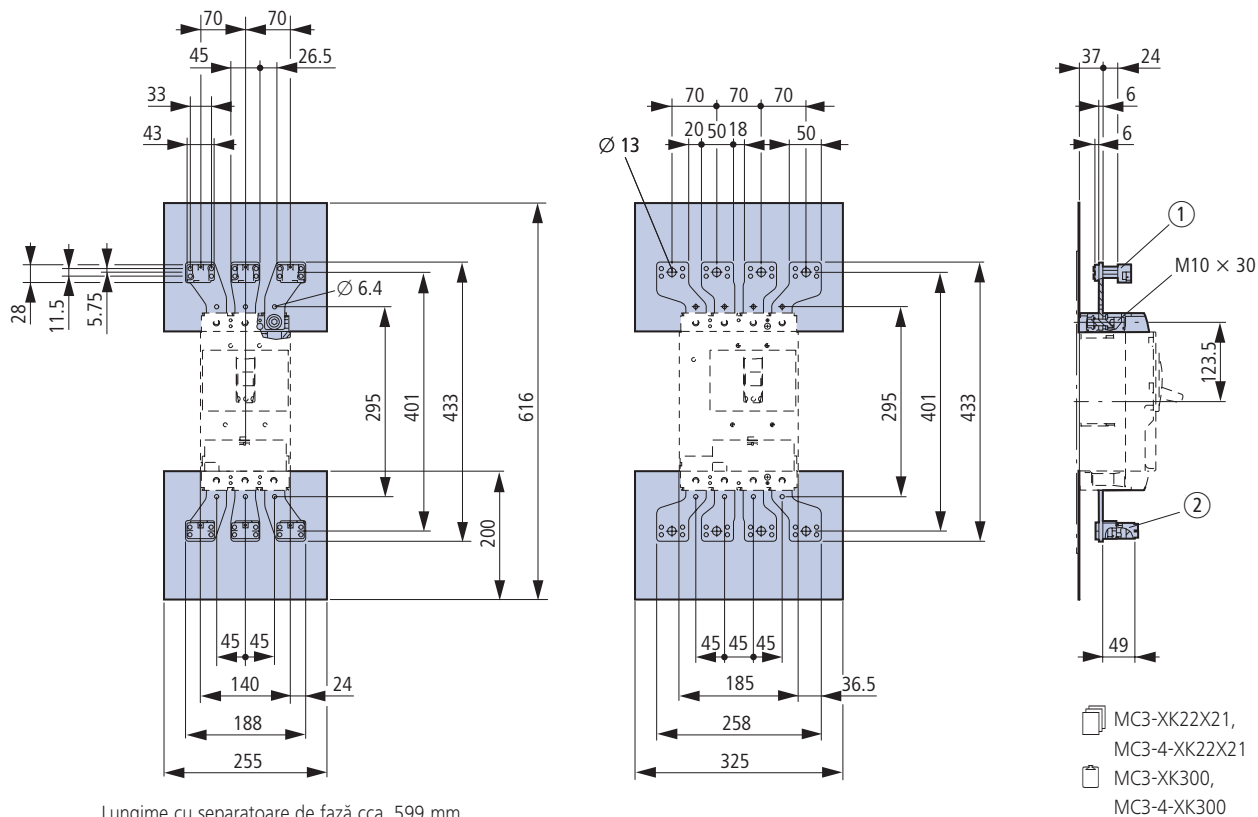 70 70
45 26.5
33
43
28
11.5
5.75
Ø 6.4
295
401
433
616
200
45 45
140 24
188
255
70 70 70
20 50 18 50
Ø 13
295
401
433
45 45 45
185 36.5
258
325
37 24
6
6
1
M10 × 30
123.5
2
49
MC3-XK22X21,
MC3-4-XK22X21
MC3-XK300,
MC3-4-XK300
Lungime cu separatoare de fază cca. 599 mm